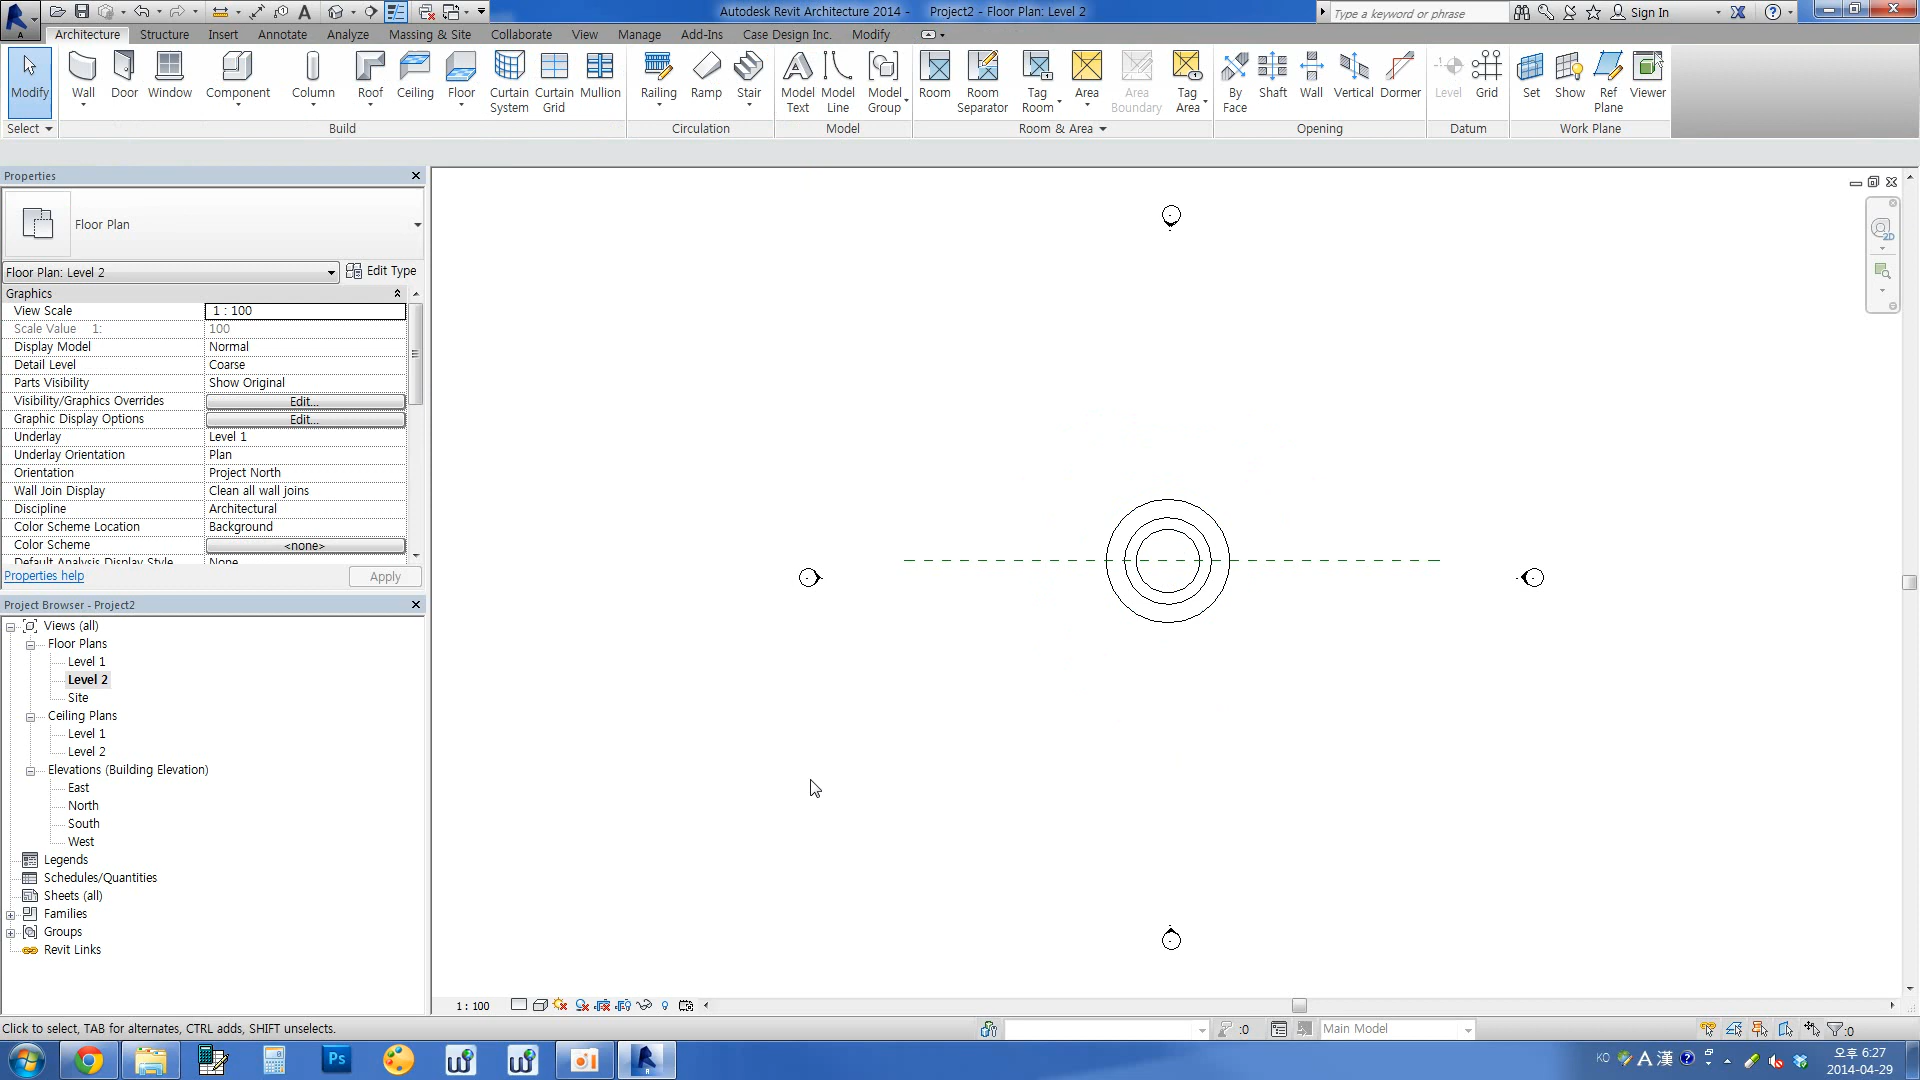 Autodesk Revit Architecture 2014 - Project2 - Floor Plan: Level 2
Type a keyword or phrase
Sign In
Architecture Structure Insert Annotate Analyze Massing & Site Collaborate View Manage Add-Ins Case Design Inc. Modify
Modify Wall Door Window Component Column Roof Ceiling Floor Curtain System Curtain Grid Mullion Railing Ramp Stair Model Text Model Line Model Group Room Room Separator Tag Room Area Area Boundary Tag Area By Face Shaft Wall Vertical Dormer Level Grid Set Show Ref Plane Viewer
Select Build Circulation Model Room & Area Opening Datum Work Plane
Properties
Floor Plan
Floor Plan: Level 2 Edit Type
Graphics
View Scale 1 : 100
Scale Value 1: 100
Display Model Normal
Detail Level Coarse
Parts Visibility Show Original
Visibility/Graphics Overrides Edit...
Graphic Display Options Edit...
Underlay Level 1
Underlay Orientation Plan
Orientation Project North
Wall Join Display Clean all wall joins
Discipline Architectural
Color Scheme Location Background
Color Scheme <none>
Default Analysis Display Style None
Properties help Apply
Project Browser - Project2
Views (all)
Floor Plans
Level 1
Level 2
Site
Ceiling Plans
Level 1
Level 2
Elevations (Building Elevation)
East
North
South
West
Legends
Schedules/Quantities
Sheets (all)
Families
Groups
Revit Links
2D
1 : 100
Click to select, TAB for alternates, CTRL adds, SHIFT unselects.
:0
Main Model
:0
Ps
KO A 漢
오후 6:27
2014-04-29